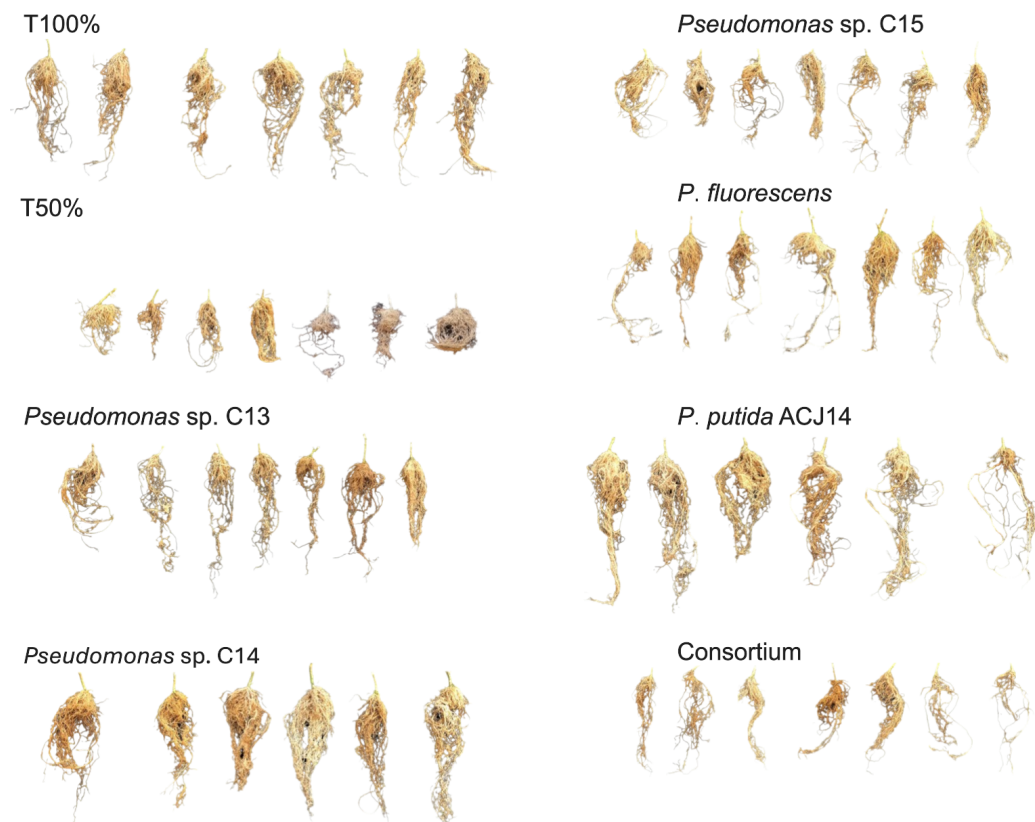 T100%
T50%
Pseudomonas sp. C13
Pseudomonas sp. C14
Pseudomonas sp. C15
P. fluorescens
P. putida ACJ14
Consortium